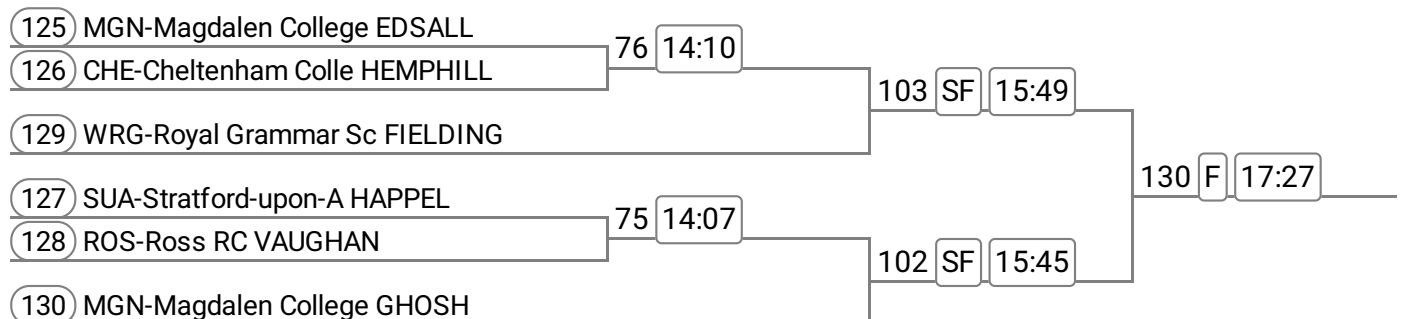 125 MGN-Magdalen College EDSALL
76 14:10
126 CHE-Cheltenham Colle HEMPHILL
103 SF 15:49
129 WRG-Royal Grammar Sc FIELDING
130 F 17:27
127 SUA-Stratford-upon-A HAPPEL
75 14:07
128 ROS-Ross RC VAUGHAN
102 SF 15:45
130 MGN-Magdalen College GHOSH